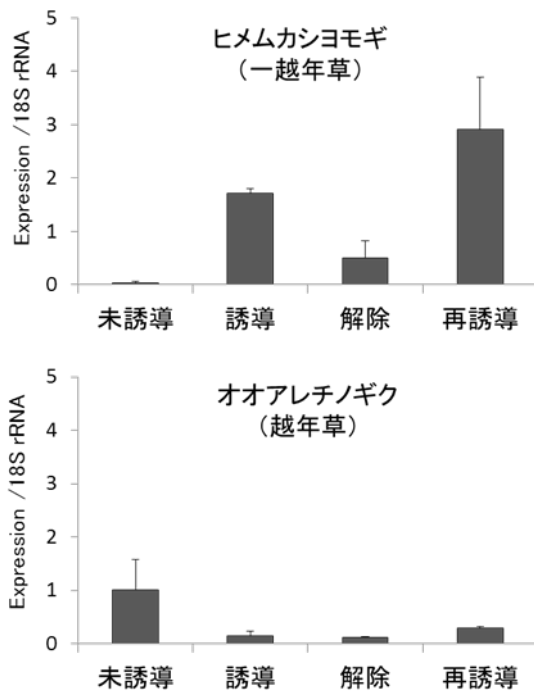 5
ヒメムカシヨモギ
（一越年草）
4
3
2
1
0
Expression /18S rRNA
未誘導 誘導 解除 再誘導
5
オオアレチノギク
（越年草）
4
3
2
1
0
Expression /18S rRNA
未誘導 誘導 解除 再誘導